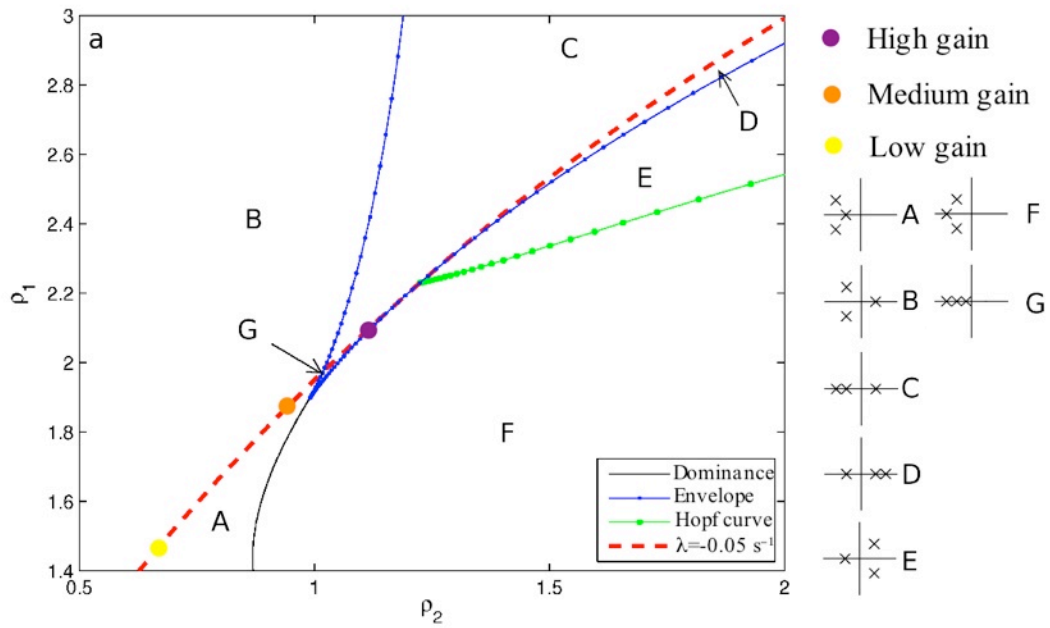 a
3
2.8
2.6
2.4
2.2
2
1.8
1.6
1.4
ρ1
0.5
1
1.5
2
ρ2
C
D
E
B
G
F
A
Dominance
Envelope
Hopf curve
λ=-0.05 s⁻¹
High gain
Medium gain
Low gain
A F
B G
C
D
E